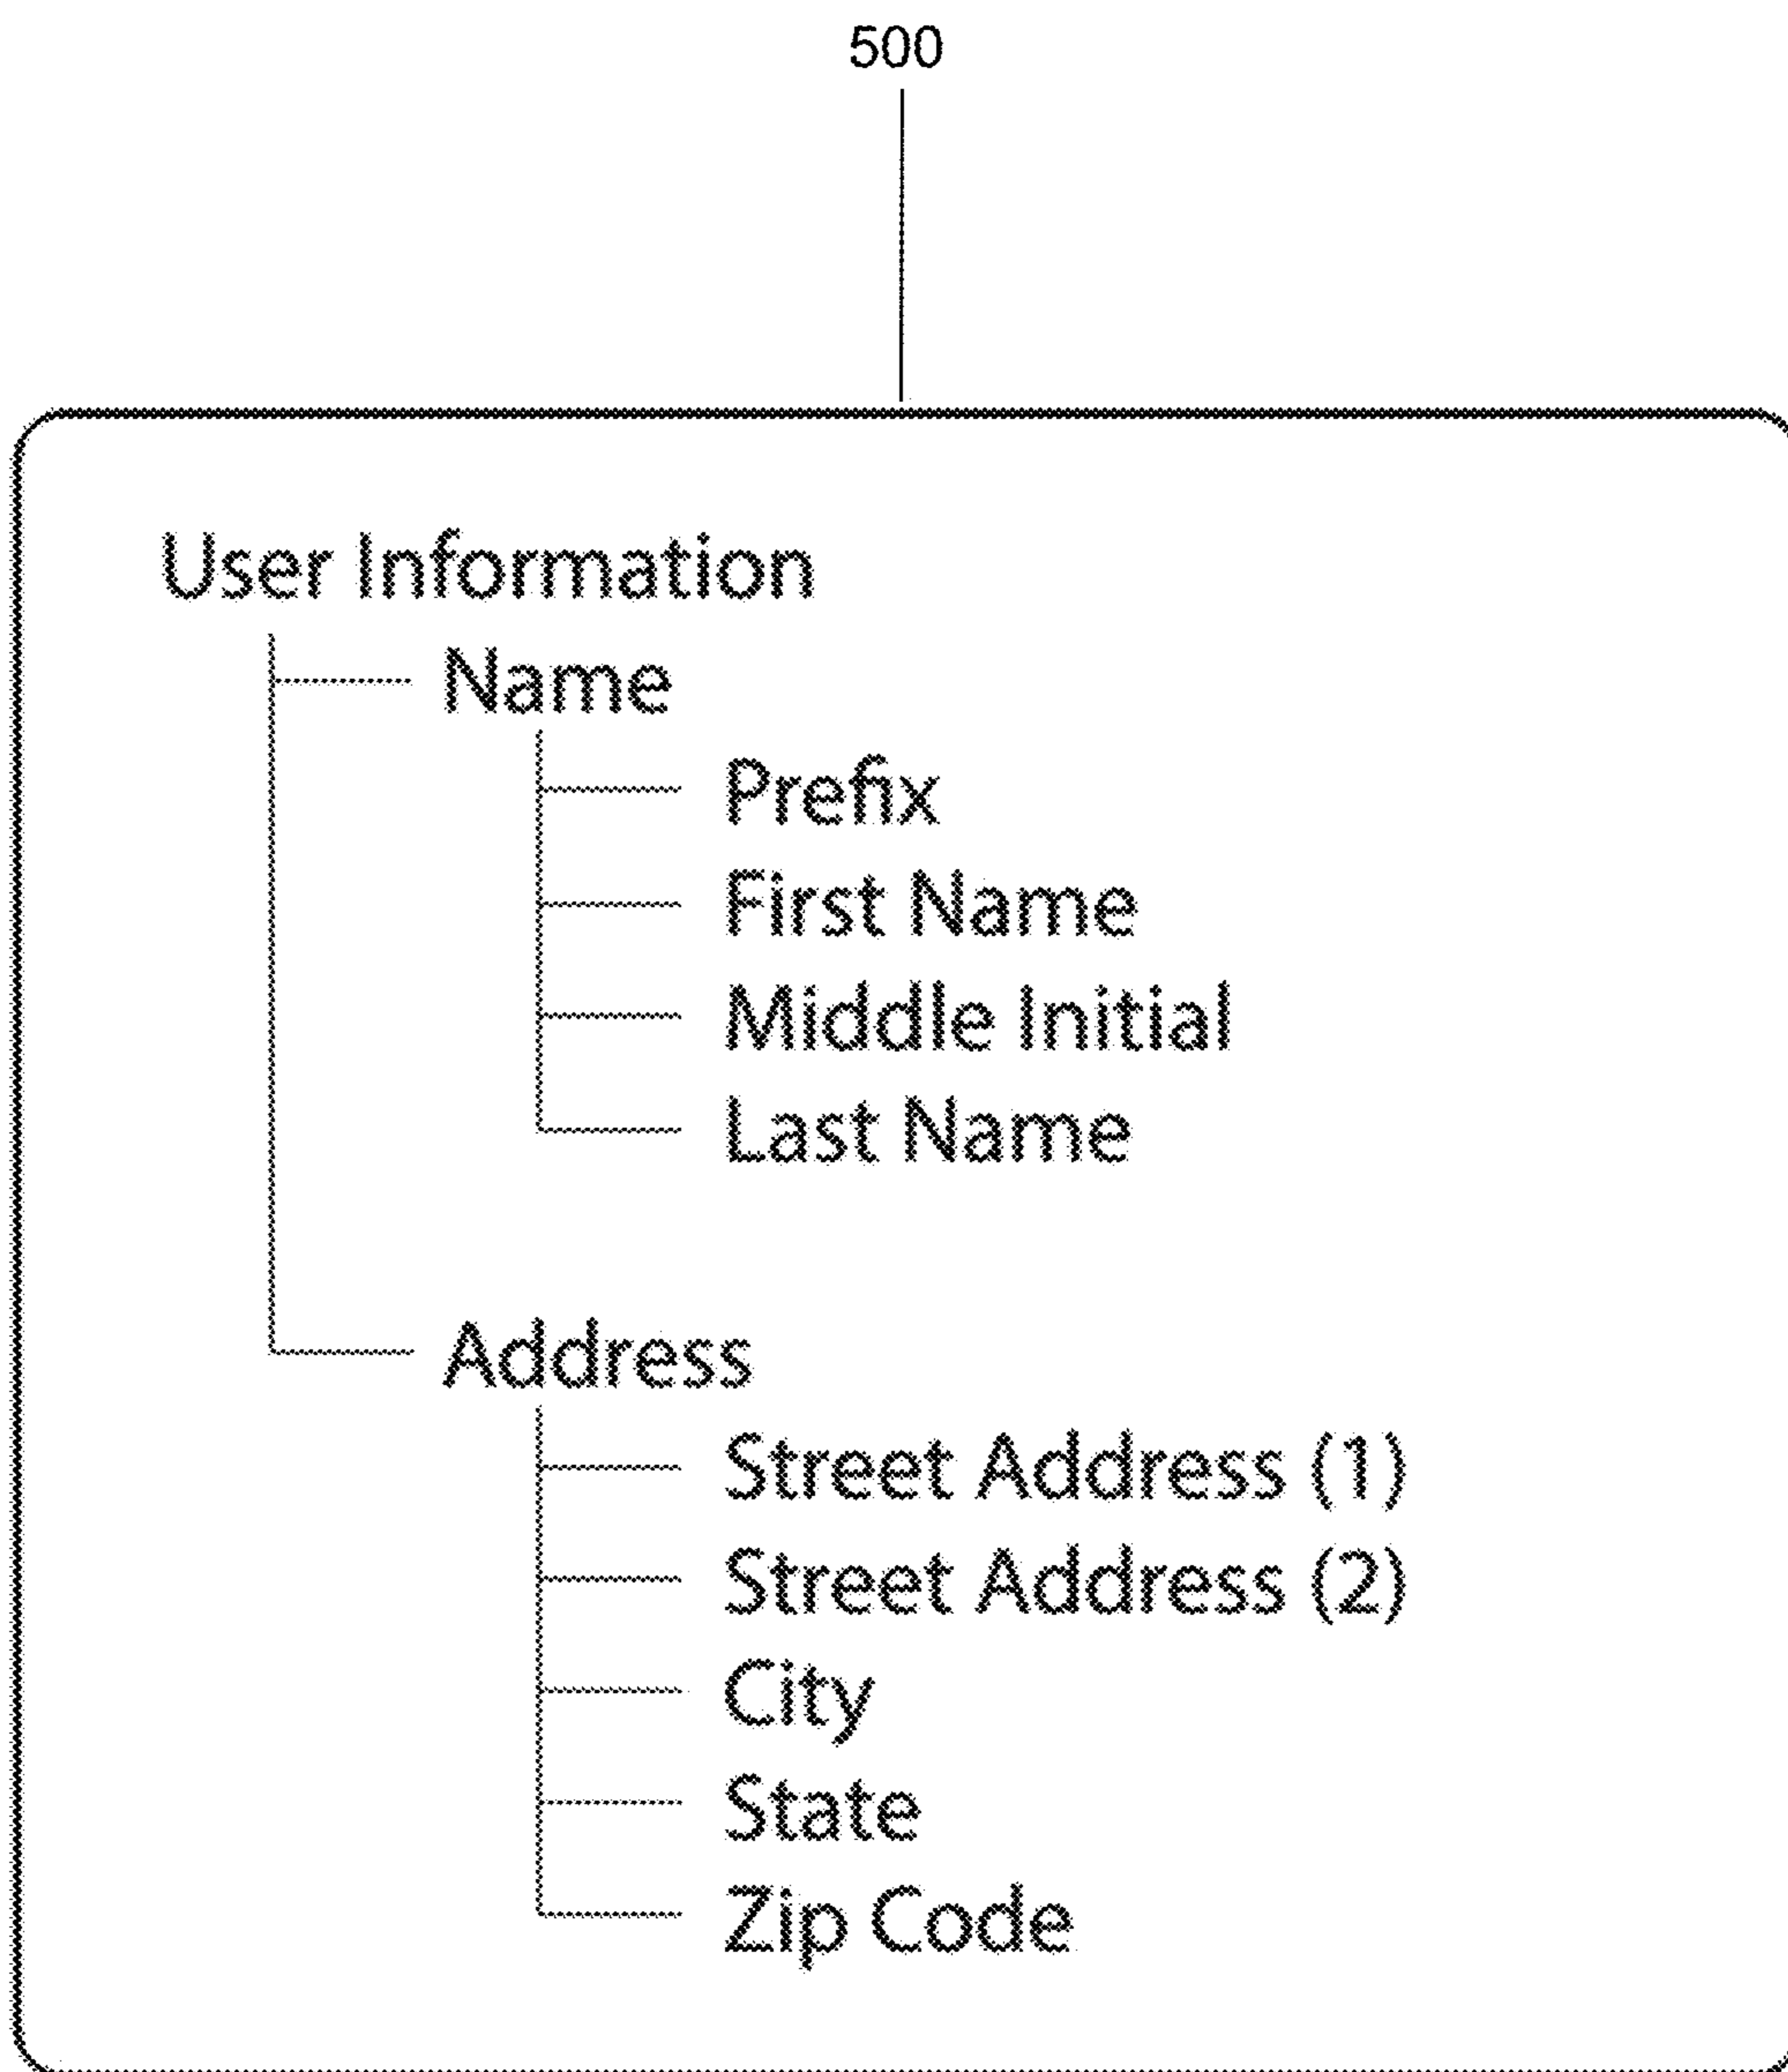 500
User Information
Name
Prefix
First Name
Middle Initial
Last Name
Address
Street Address (1)
Street Address (2)
City
State
Zip Code